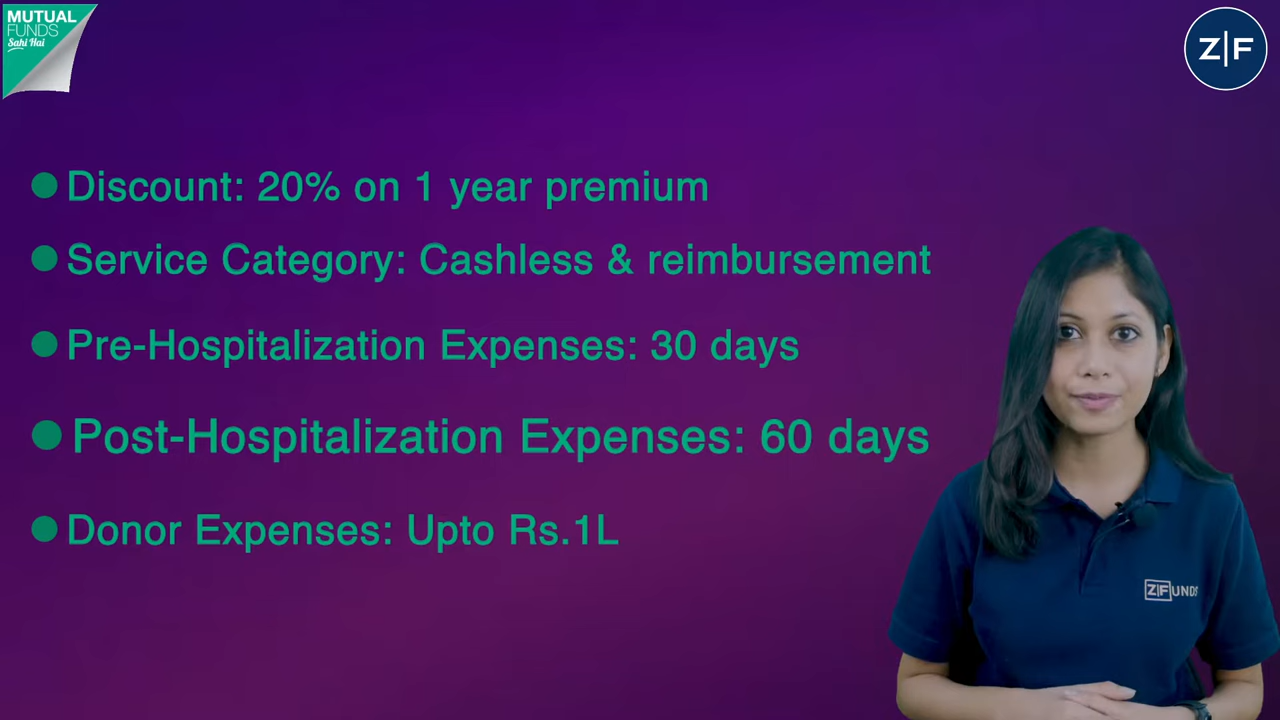 MUTUAL
FUNDS
Sahi Hai
Z|F
Discount: 20% on 1 year premium
Service Category: Cashless & reimbursement
Pre-Hospitalization Expenses: 30 days
Post-Hospitalization Expenses: 60 days
Donor Expenses: Upto Rs.1L
Z|FUNDS